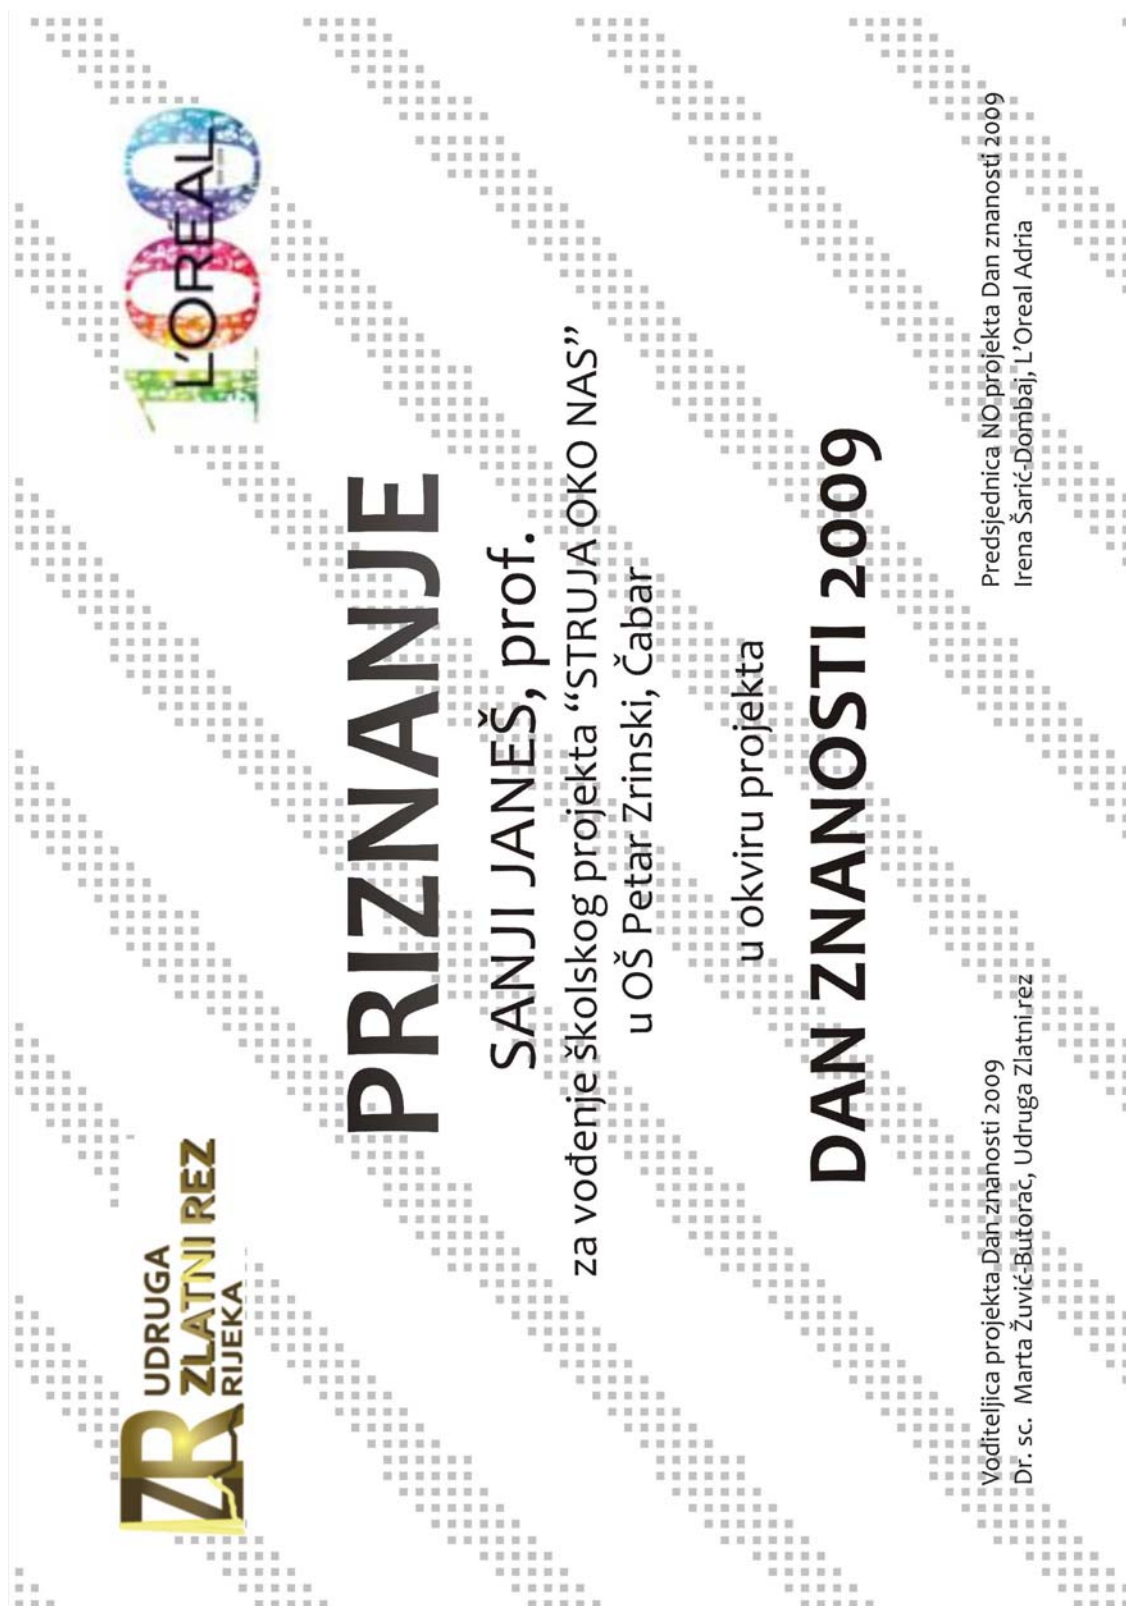 UDRUGA
ZLATNI REZ
RIJEKA
ZR
100
L'ORÉAL
PRIZNANJE
SANJI JANEŠ, prof.
za vođenje školskog projekta “STRUJA OKO NAS”
u OŠ Petar Zrinski, Čabar
u okviru projekta
DAN ZNANOSTI 2009
Voditeljica projekta Dan znanosti 2009
Dr. sc. Marta Žuvić-Butorac, Udruga Zlatni rez
Predsjednica NO projekta Dan znanosti 2009
Irena Šarić-Dombaj, L'Oreal Adria